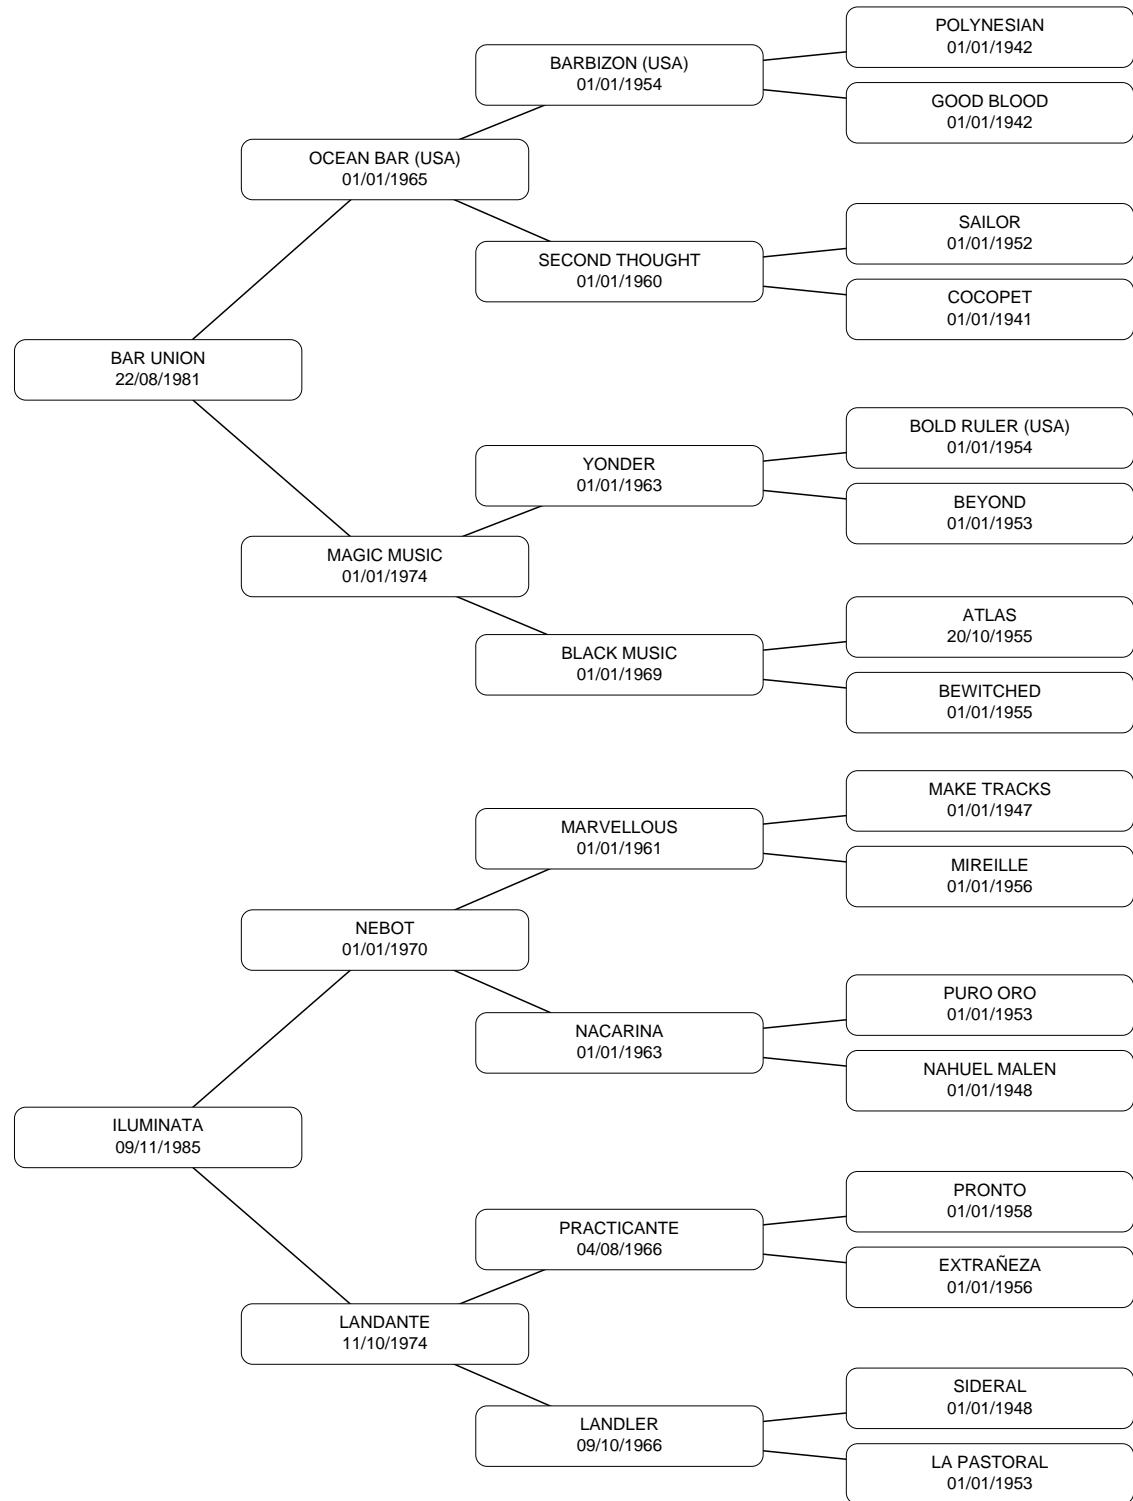 POLYNESIAN
01/01/1942
BARBIZON (USA)
01/01/1954
GOOD BLOOD
01/01/1942
OCEAN BAR (USA)
01/01/1965
SAILOR
01/01/1952
SECOND THOUGHT
01/01/1960
COCOPET
01/01/1941
BAR UNION
22/08/1981
BOLD RULER (USA)
01/01/1954
YONDER
01/01/1963
BEYOND
01/01/1953
MAGIC MUSIC
01/01/1974
ATLAS
20/10/1955
BLACK MUSIC
01/01/1969
BEWITCHED
01/01/1955
MAKE TRACKS
01/01/1947
MARVELLOUS
01/01/1961
MIREILLE
01/01/1956
NEBOT
01/01/1970
PURO ORO
01/01/1953
NACARINA
01/01/1963
NAHUEL MALEN
01/01/1948
ILUMINATA
09/11/1985
PRONTO
01/01/1958
PRACTICANTE
04/08/1966
EXTRAÑEZA
01/01/1956
LANDANTE
11/10/1974
SIDERAL
01/01/1948
LANDLER
09/10/1966
LA PASTORAL
01/01/1953